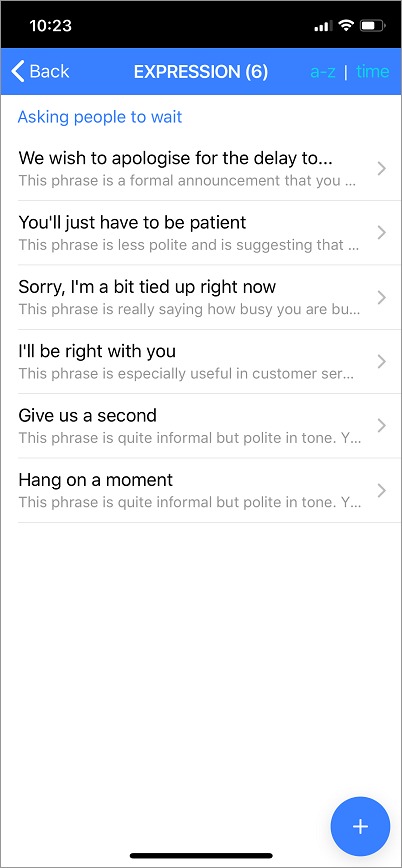 10:23
Back EXPRESSION (6) a-z | time
Asking people to wait
We wish to apologise for the delay to...
This phrase is a formal announcement that you ...
You'll just have to be patient
This phrase is less polite and is suggesting that ...
Sorry, I'm a bit tied up right now
This phrase is really saying how busy you are bu...
I'll be right with you
This phrase is especially useful in customer ser...
Give us a second
This phrase is quite informal but polite in tone. Y...
Hang on a moment
This phrase is quite informal but polite in tone. Y...
+